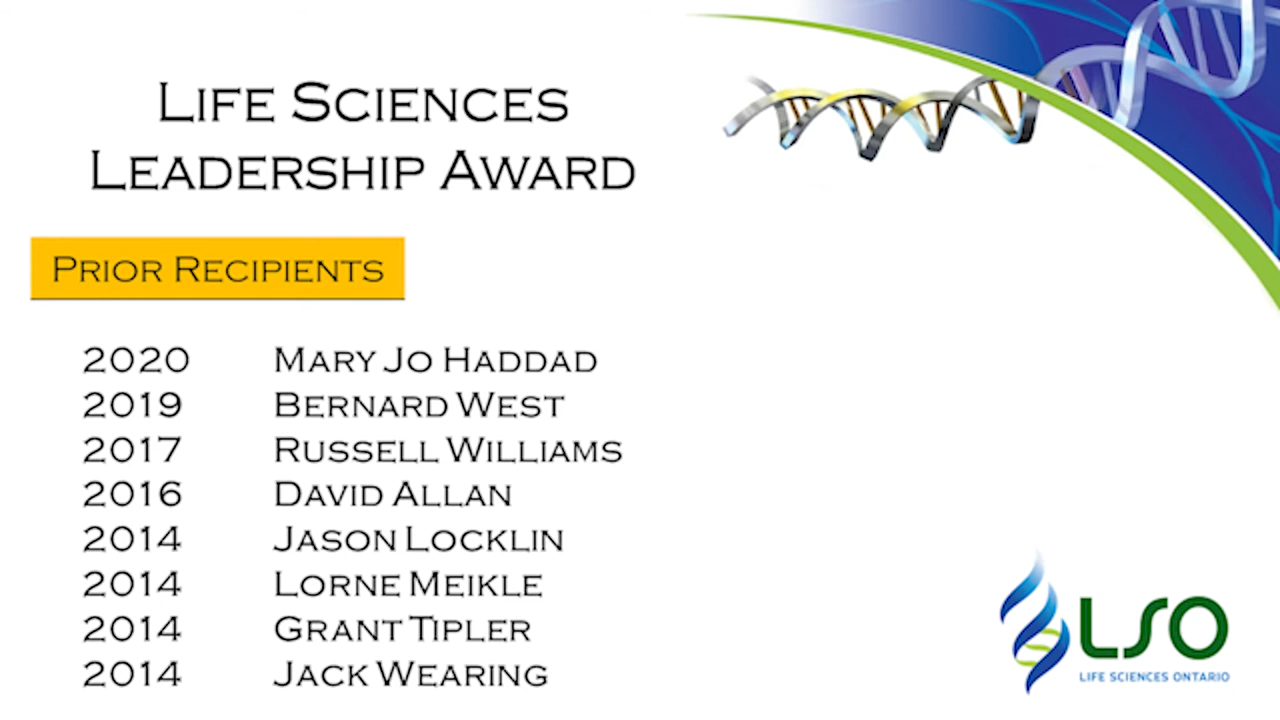 LIFE SCIENCES
LEADERSHIP AWARD
PRIOR RECIPIENTS
2020 MARY JO HADDAD
2019 BERNARD WEST
2017 RUSSELL WILLIAMS
2016 DAVID ALLAN
2014 JASON LOCKLIN
2014 LORNE MEIKLE
2014 GRANT TIPLER
2014 JACK WEARING
LSO
LIFE SCIENCES ONTARIO